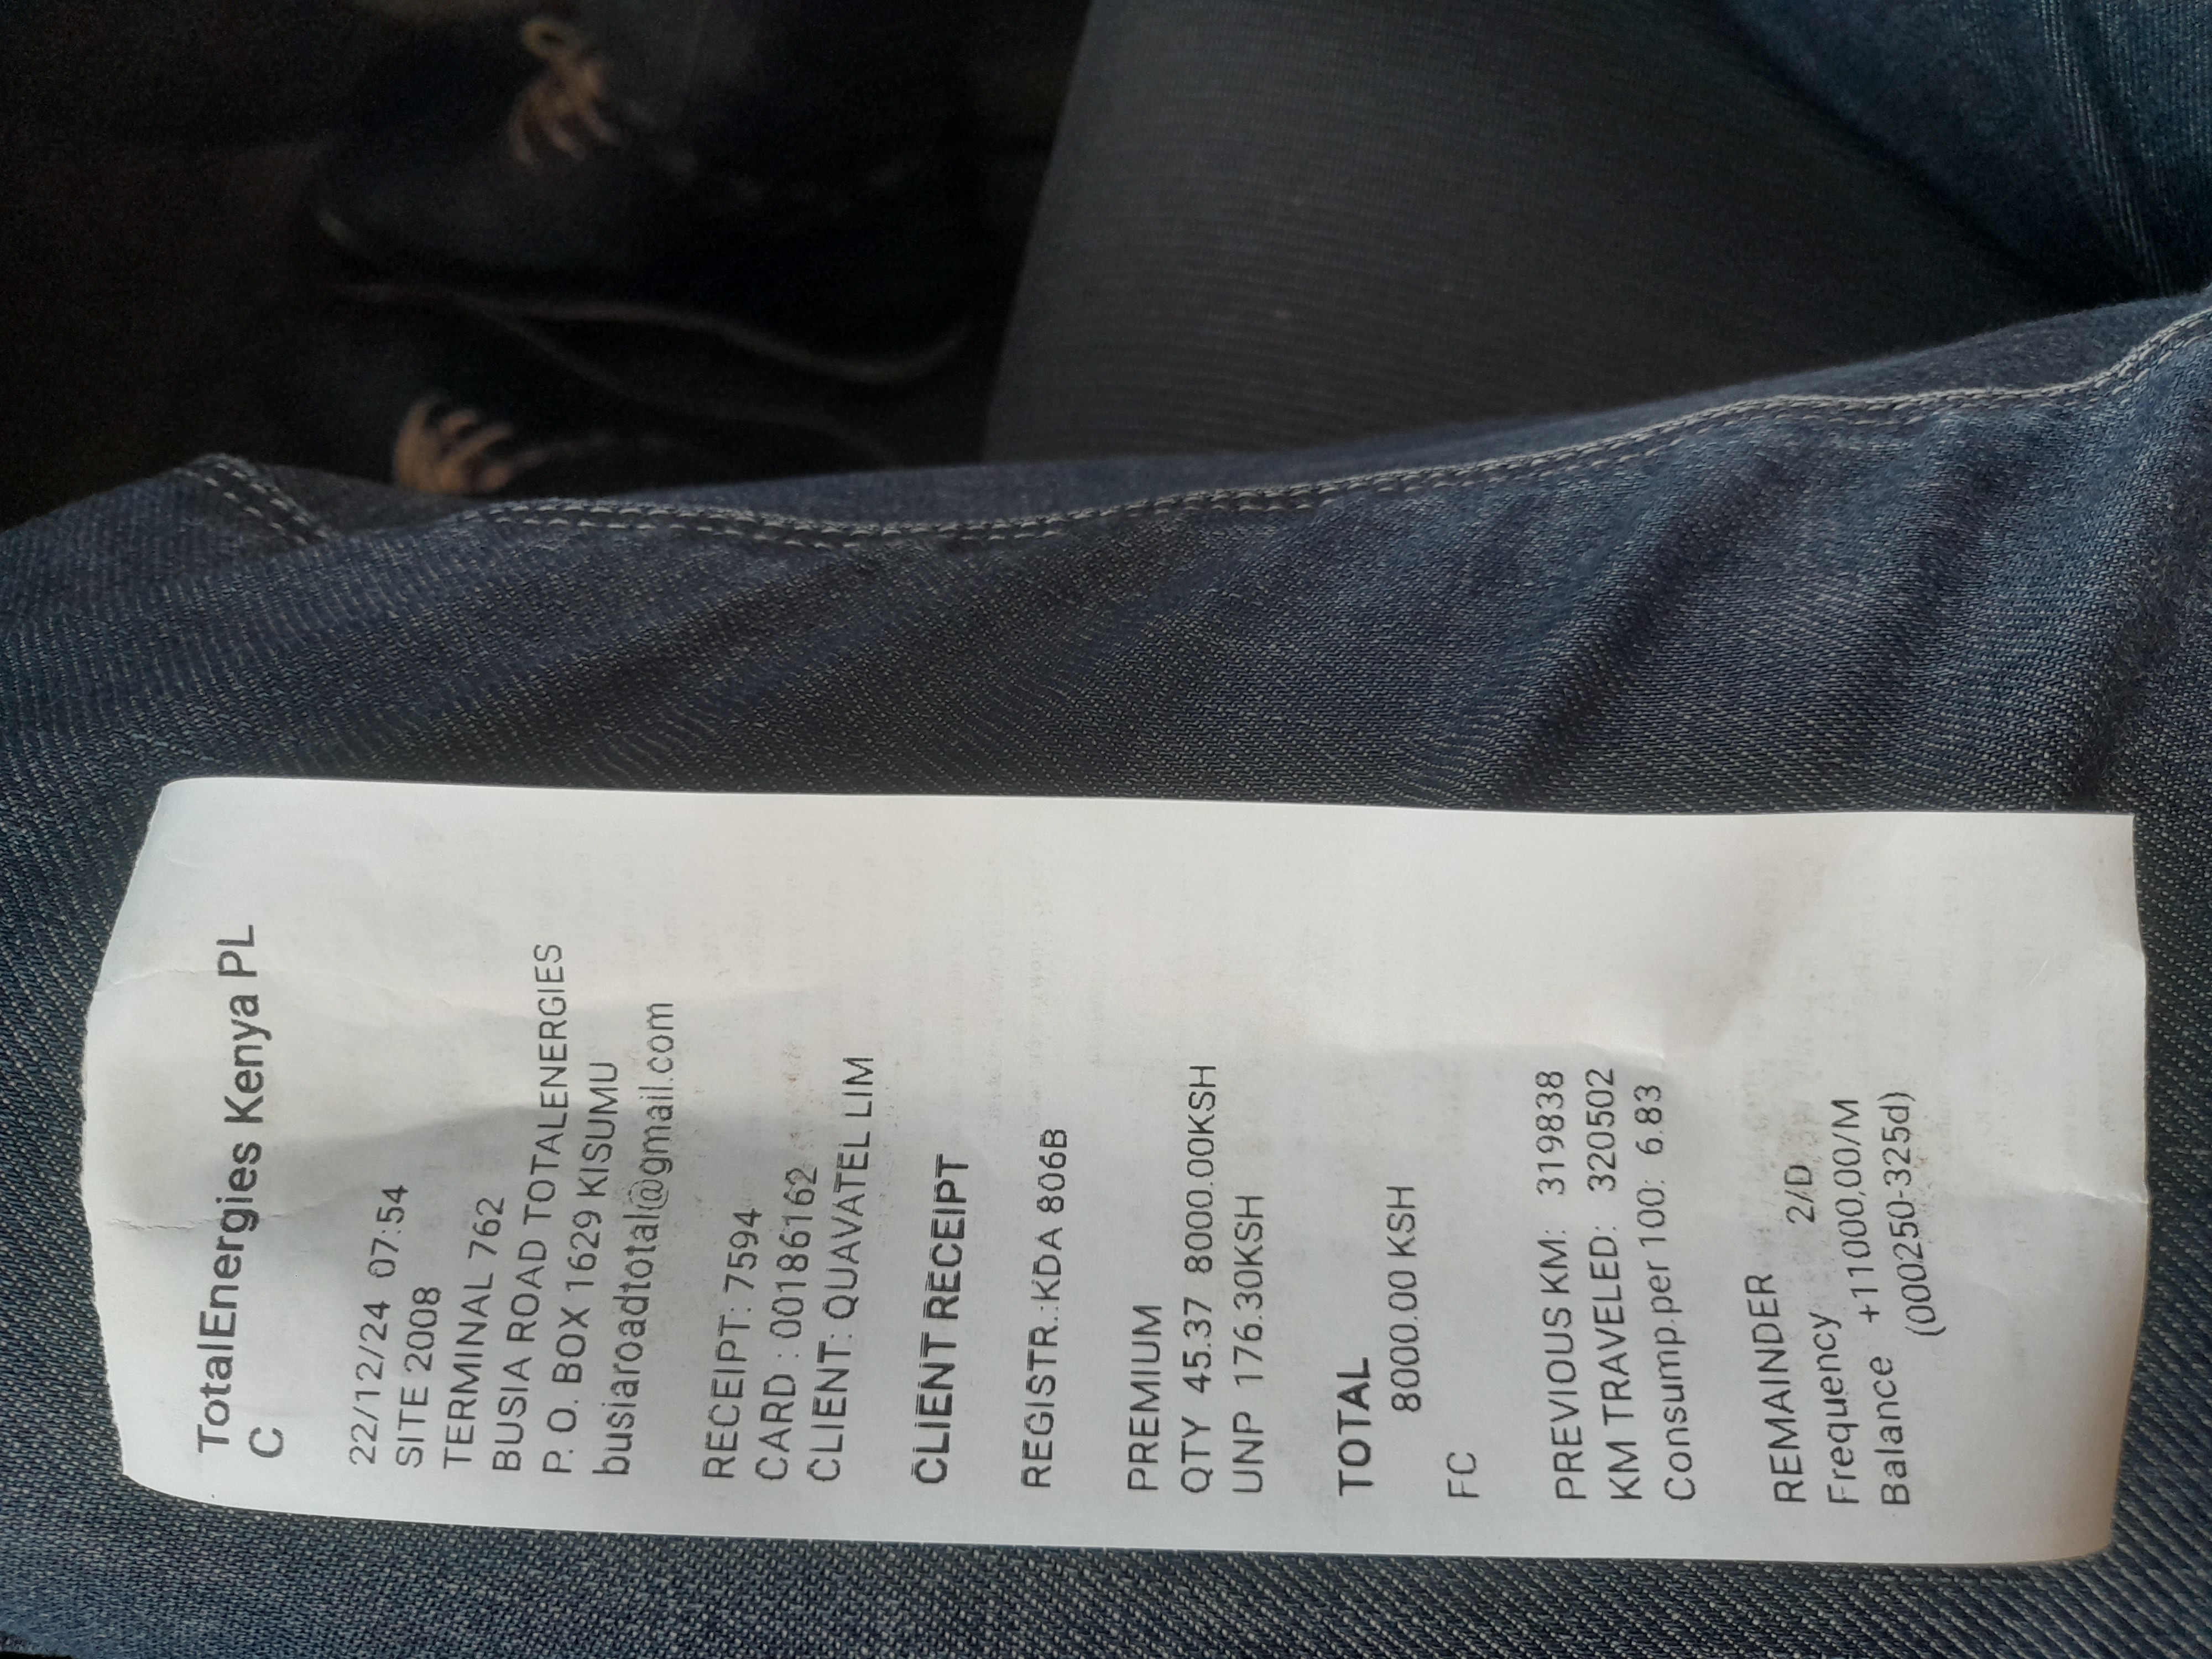 TotalEnergies Kenya PL
C
22/12/24 07:54
SITE 2008
TERMINAL 762
BUSIA ROAD TOTALENERGIES
P. O. BOX 1629 KISUMU
busiaroadtotal@gmail.com
RECEIPT: 7594
CARD : 00186162
CLIENT: QUAVATEL LIM
CLIENT RECEIPT
REGISTR.:KDA 806B
PREMIUM
QTY 45.37 8000.00KSH
UNP 176.30KSH
TOTAL
8000.00 KSH
FC
PREVIOUS KM: 319838
KM TRAVELED: 320502
Consump.per 100: 6.83
REMAINDER
Frequency 2/D
Balance +11000,00/M
(000250-325d)